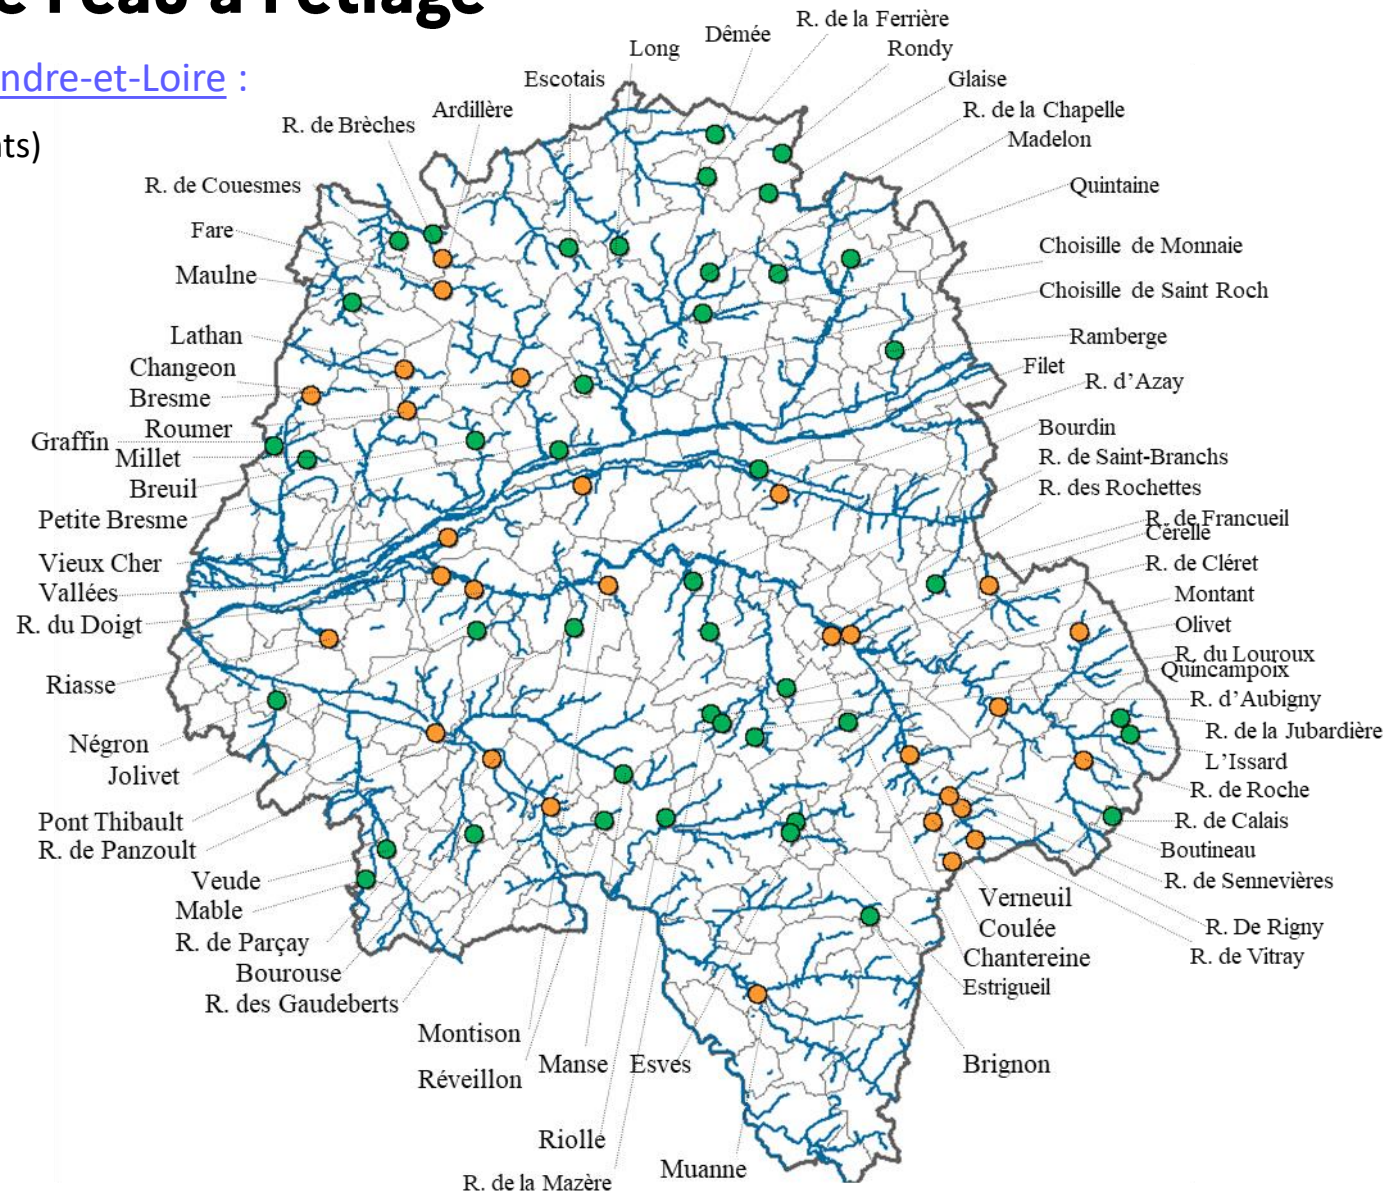 e l'eau à l'étiage
ndre-et-Loire :
nts)
R. de la Ferrière
Dêmée
Rondy
Long
Escotais
Glaise
Ardillère
R. de la Chapelle
R. de Brèches
Madelon
R. de Couesmes
Quintaine
Fare
Choisille de Monnaie
Maulne
Choisille de Saint Roch
Lathan
Ramberge
Changeon
Filet
R. d'Azay
Bresme
Roumer
Bourdin
Graffin
Millet
R. de Saint-Branchs
Breuil
R. des Rochettes
Petite Bresme
R. de Francueil
Cérelle
Vieux Cher
R. de Cléret
Vallées
Montant
R. du Doigt
Olivet
R. du Louroux
Quincampoix
Riasse
R. d'Aubigny
R. de la Jubardière
Négron
L'Issard
Jolivet
R. de Roche
Pont Thibault
R. de Calais
R. de Panzoult
Boutineau
Veude
R. de Sennevières
Mable
Verneuil
R. De Rigny
Coulée
R. de Parçay
R. de Vitray
Chantereine
Bourouse
Estrigueil
R. des Gaudeberts
Montison
Manse
Esves
Brignon
Réveillon
Riolle
Muanne
R. de la Mazère